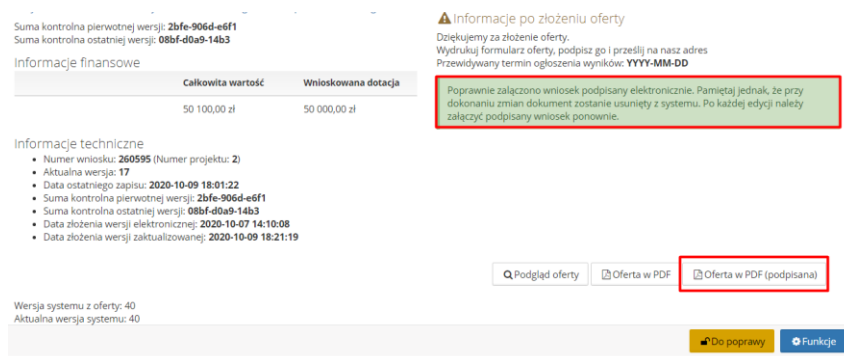 Suma kontrolna pierwotnej wersji: 2bfe-906d-e6f1
Suma kontrolna ostatniej wersji: 08bf-d0a9-14b3
Informacje finansowe
Całkowita wartość Wnioskowana dotacja
50 100,00 zł 50 000,00 zł
Informacje techniczne
• Numer wniosku: 260595 (Numer projektu: 2)
• Aktualna wersja: 17
• Data ostatniego zapisu: 2020-10-09 18:01:22
• Suma kontrolna pierwotnej wersji: 2bfe-906d-e6f1
• Suma kontrolna ostatniej wersji: 08bf-d0a9-14b3
• Data złożenia wersji elektronicznej: 2020-10-07 14:10:08
• Data złożenia wersji zaktualizowanej: 2020-10-09 18:21:19
Informacje po złożeniu oferty
Dziękujemy za złożenie oferty.
Wydrukuj formularz oferty, podpisz go i prześlij na nasz adres
Przewidywany termin ogłoszenia wyników: YYYY-MM-DD
Poprawnie załączono wniosek podpisany elektronicznie. Pamiętaj jednak, że przy
dokonaniu zmian dokument zostanie usunięty z systemu. Po każdej edycji należy
załączyć podpisany wniosek ponownie.
Podgląd oferty Oferta w PDF Oferta w PDF (podpisana)
Wersja systemu z oferty: 40
Aktualna wersja systemu: 40
Do poprawy Funkcje